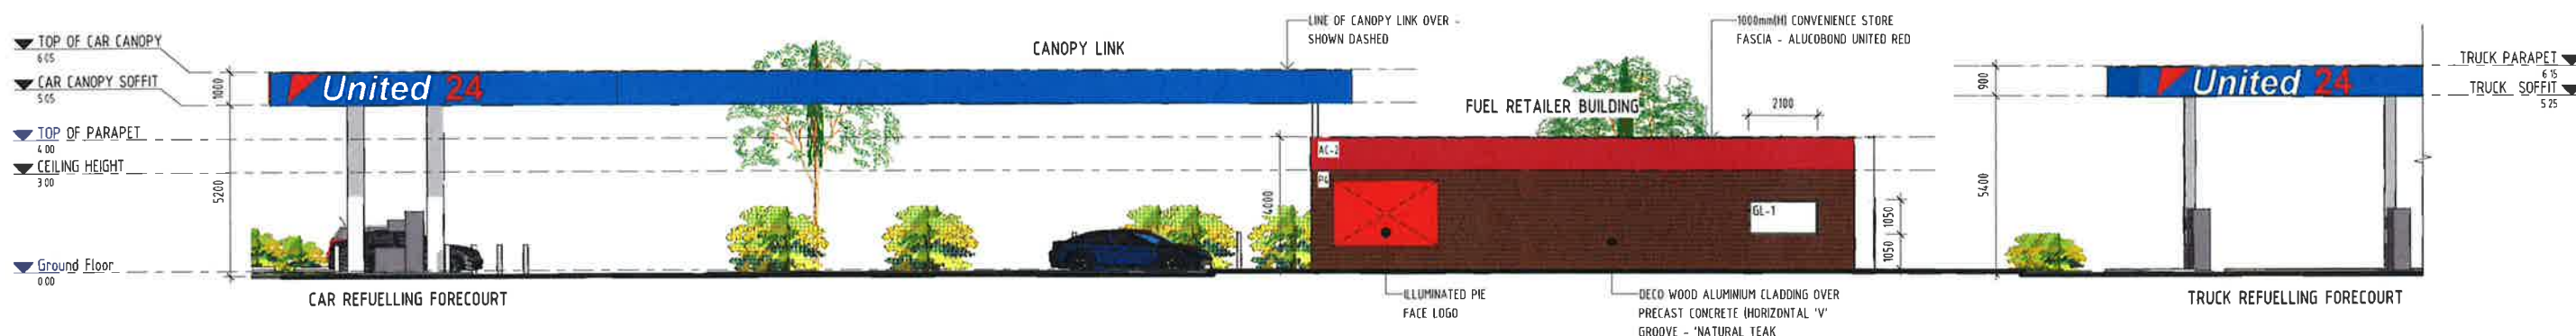 LINE OF CANOPY LINK OVER -
SHOWN DASHED
1000mm(H) CONVENIENCE STORE
FASCIA - ALUCOBOND UNITED RED
TOP OF CAR CANOPY
6 05
CANOPY LINK
TRUCK PARAPET
6 15
CAR CANOPY SOFFIT
5 05
1000
United 24
FUEL RETAILER BUILDING
2100
900
United 24
TRUCK SOFFIT
5 25
TOP OF PARAPET
4 00
CEILING HEIGHT
3 00
5200
4000
AC-2
P4
GL-1
1050
1050
5400
Ground Floor
0 00
CAR REFUELLING FORECOURT
ILLUMINATED PIE
FACE LOGO
DECO WOOD ALUMINIUM CLADDING OVER
PRECAST CONCRETE (HORIZONTAL 'V'
GROOVE - 'NATURAL TEAK
TRUCK REFUELLING FORECOURT